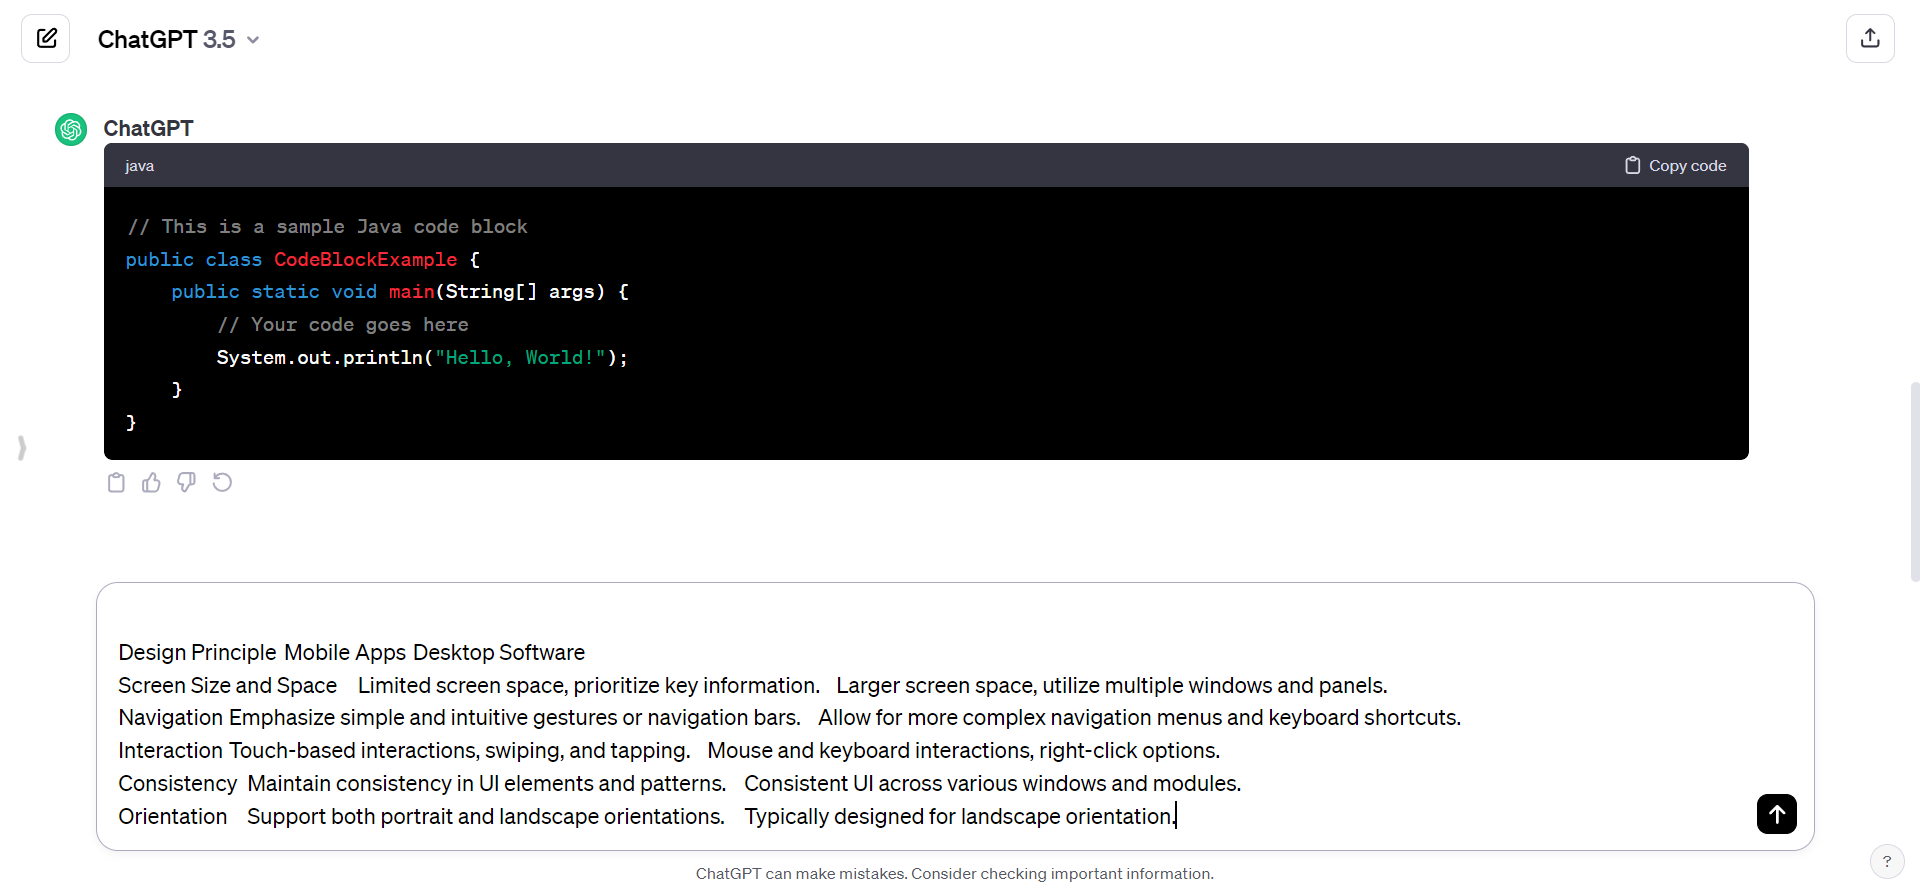 ChatGPT 3.5
ChatGPT
java
Copy code
// This is a sample Java code block
public class CodeBlockExample {
    public static void main(String[] args) {
        // Your code goes here
        System.out.println("Hello, World!");
    }
}
Design Principle Mobile Apps Desktop Software
Screen Size and Space Limited screen space, prioritize key information. Larger screen space, utilize multiple windows and panels.
Navigation Emphasize simple and intuitive gestures or navigation bars. Allow for more complex navigation menus and keyboard shortcuts.
Interaction Touch-based interactions, swiping, and tapping. Mouse and keyboard interactions, right-click options.
Consistency Maintain consistency in UI elements and patterns. Consistent UI across various windows and modules.
Orientation Support both portrait and landscape orientations. Typically designed for landscape orientation.
ChatGPT can make mistakes. Consider checking important information.
?